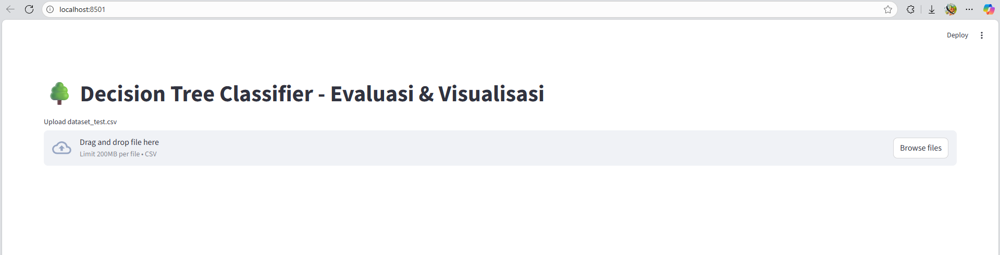 localhost:8501
Deploy
Decision Tree Classifier - Evaluasi & Visualisasi
Upload dataset_test.csv
Drag and drop file here
Limit 200MB per file • CSV
Browse files